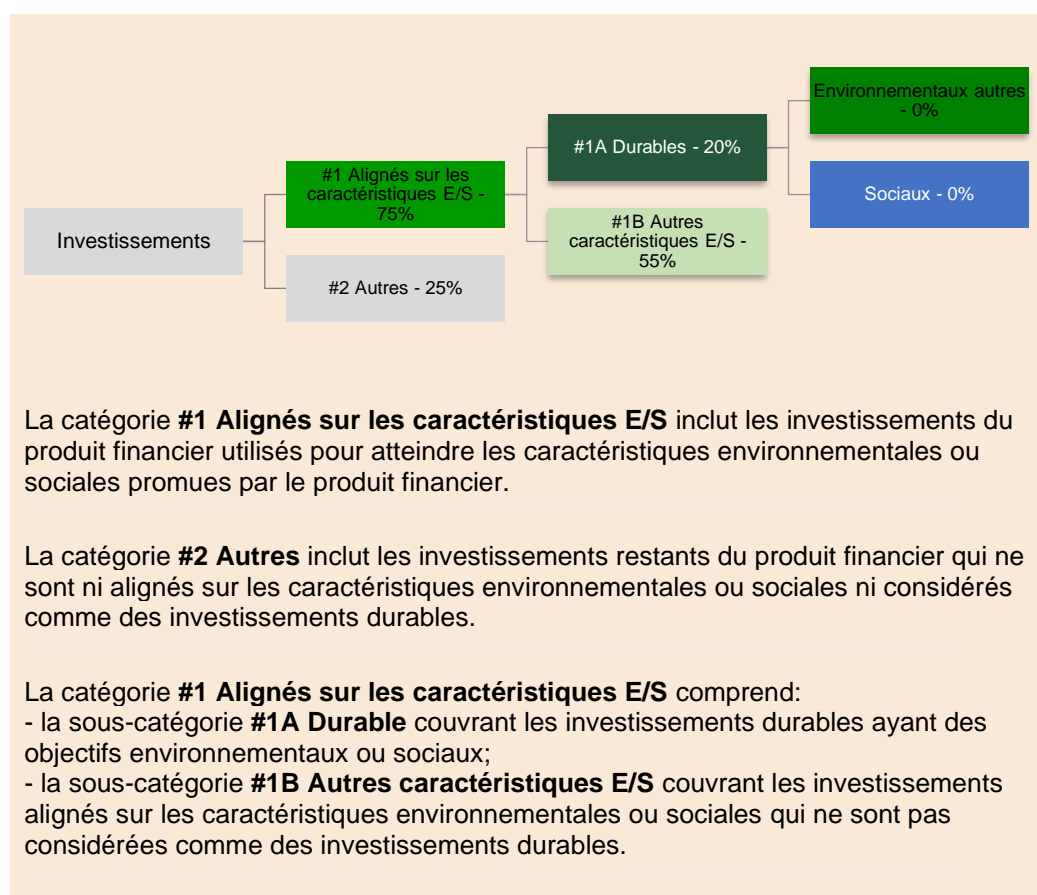 Investissements
#1 Alignés sur les
caractéristiques E/S -
75%
#2 Autres - 25%
#1A Durables - 20%
#1B Autres
caractéristiques E/S -
55%
Environnementaux autres
- 0%
Sociaux - 0%
La catégorie #1 Alignés sur les caractéristiques E/S inclut les investissements du
produit financier utilisés pour atteindre les caractéristiques environnementales ou
sociales promues par le produit financier.
La catégorie #2 Autres inclut les investissements restants du produit financier qui ne
sont ni alignés sur les caractéristiques environnementales ou sociales ni considérés
comme des investissements durables.
La catégorie #1 Alignés sur les caractéristiques E/S comprend:
- la sous-catégorie #1A Durable couvrant les investissements durables ayant des
objectifs environnementaux ou sociaux;
- la sous-catégorie #1B Autres caractéristiques E/S couvrant les investissements
alignés sur les caractéristiques environnementales ou sociales qui ne sont pas
considérées comme des investissements durables.